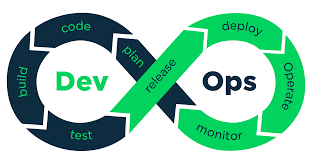 code
plan
build
Dev
test
release
deploy
Ops
Operate
monitor